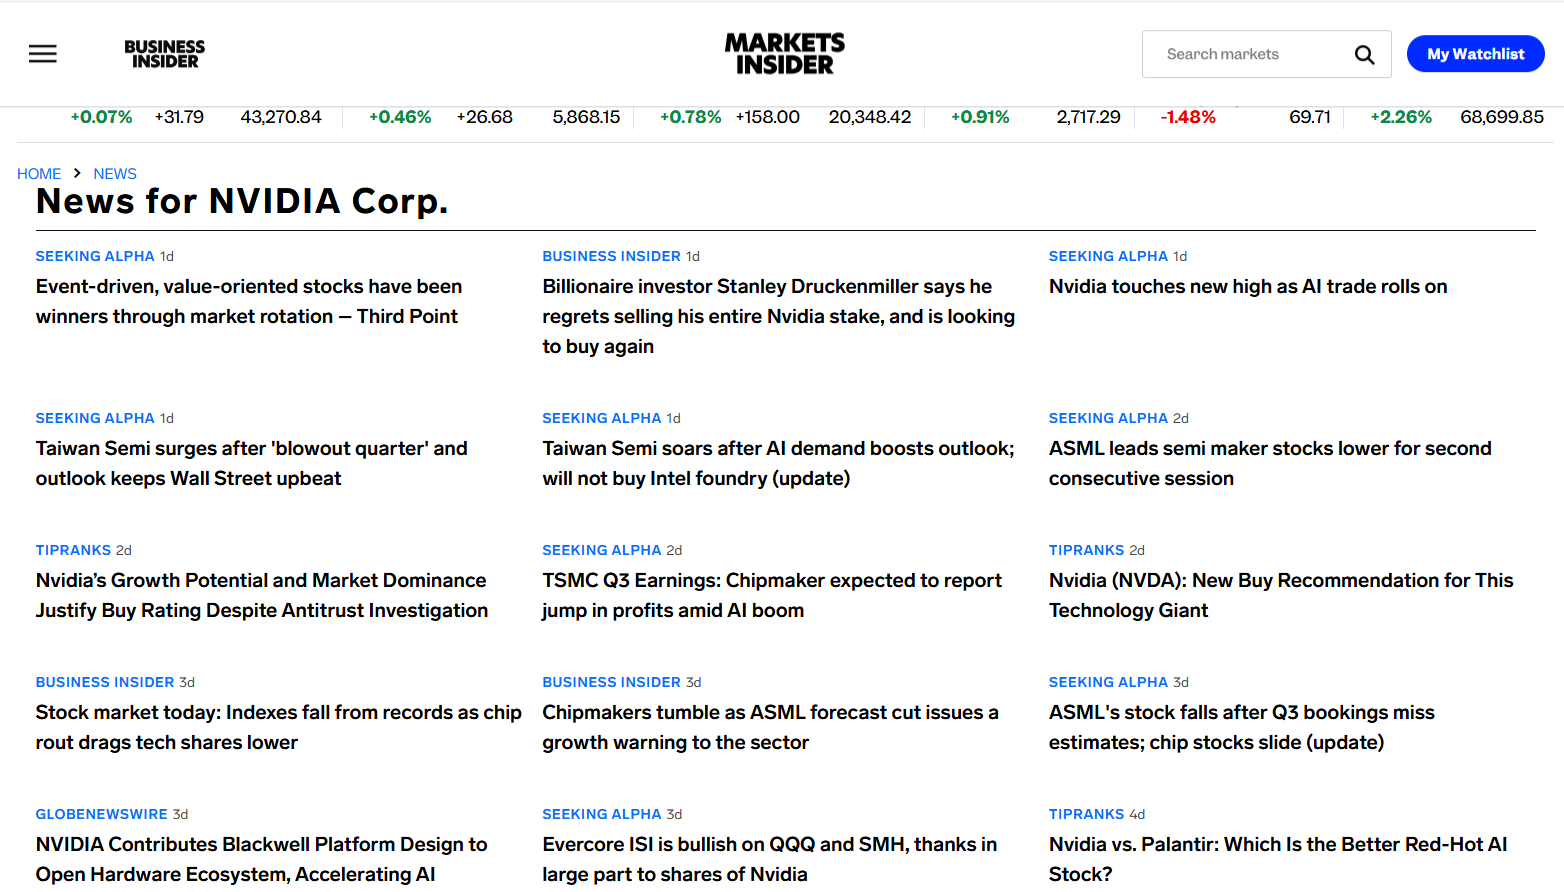 BUSINESS
INSIDER
MARKETS
INSIDER
Search markets
My Watchlist
+0.07% +31.79 43,270.84 +0.46% +26.68 5,868.15 +0.78% +158.00 20,348.42 +0.91% 2,717.29 -1.48% 69.71 +2.26% 68,699.85
HOME > NEWS
News for NVIDIA Corp.
SEEKING ALPHA 1d
Event-driven, value-oriented stocks have been
winners through market rotation — Third Point
BUSINESS INSIDER 1d
Billionaire investor Stanley Druckenmiller says he
regrets selling his entire Nvidia stake, and is looking
to buy again
SEEKING ALPHA 1d
Nvidia touches new high as AI trade rolls on
SEEKING ALPHA 1d
Taiwan Semi surges after 'blowout quarter' and
outlook keeps Wall Street upbeat
SEEKING ALPHA 1d
Taiwan Semi soars after AI demand boosts outlook;
will not buy Intel foundry (update)
SEEKING ALPHA 2d
ASML leads semi maker stocks lower for second
consecutive session
TIPRANKS 2d
Nvidia’s Growth Potential and Market Dominance
Justify Buy Rating Despite Antitrust Investigation
SEEKING ALPHA 2d
TSMC Q3 Earnings: Chipmaker expected to report
jump in profits amid AI boom
TIPRANKS 2d
Nvidia (NVDA): New Buy Recommendation for This
Technology Giant
BUSINESS INSIDER 3d
Stock market today: Indexes fall from records as chip
rout drags tech shares lower
BUSINESS INSIDER 3d
Chipmakers tumble as ASML forecast cut issues a
growth warning to the sector
SEEKING ALPHA 3d
ASML's stock falls after Q3 bookings miss
estimates; chip stocks slide (update)
GLOBENEWSWIRE 3d
NVIDIA Contributes Blackwell Platform Design to
Open Hardware Ecosystem, Accelerating AI
SEEKING ALPHA 3d
Evercore ISI is bullish on QQQ and SMH, thanks in
large part to shares of Nvidia
TIPRANKS 4d
Nvidia vs. Palantir: Which Is the Better Red-Hot AI
Stock?